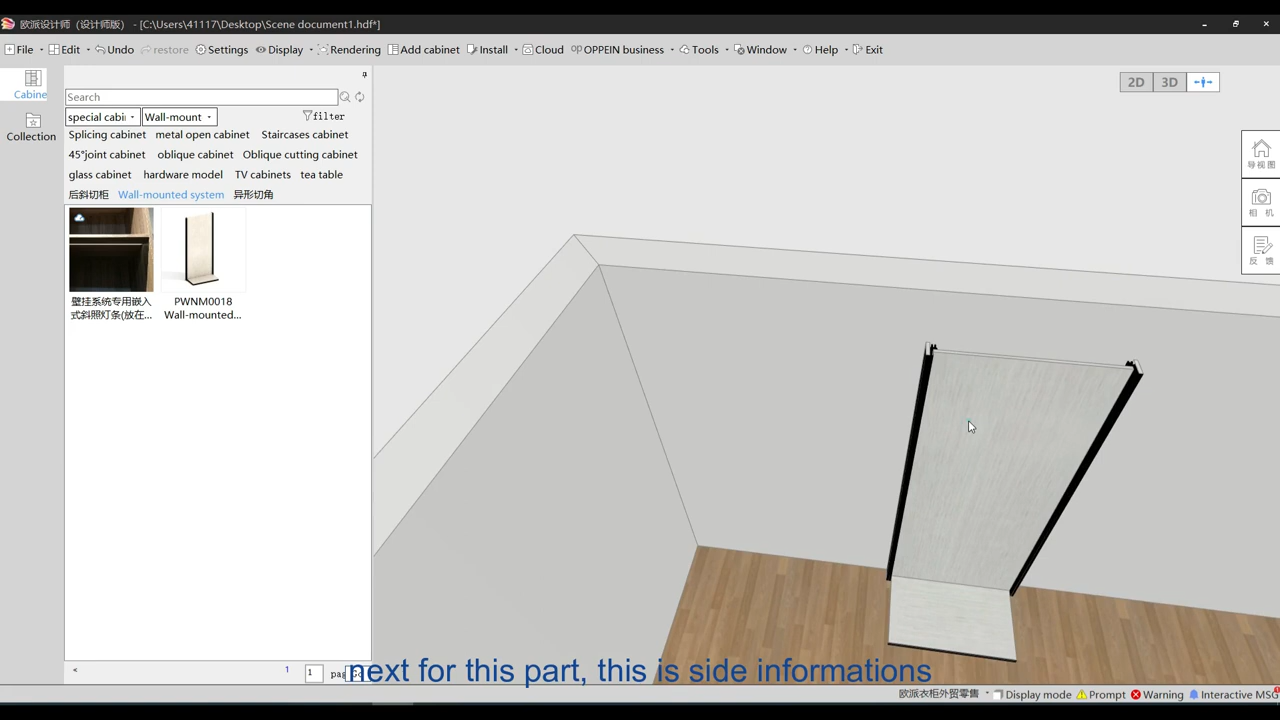 欧派设计师（设计师版） - [C:\Users\41117\Desktop\Scene document1.hdf*]
File Edit Undo restore Settings Display Rendering Add cabinet Install Cloud OPPEIN business Tools Window Help Exit
Cabine
Collection
Search
special cabi Wall-mount filter
Splicing cabinet metal open cabinet Staircases cabinet
45°joint cabinet oblique cabinet Oblique cutting cabinet
glass cabinet hardware model TV cabinets tea table
后斜切柜 Wall-mounted system 异形切角
壁挂系统专用嵌入
式斜照灯条(放在...
PWNM0018
Wall-mounted...
< 1 1 pag Go
2D 3D
导视图
相 机
反 馈
next for this part, this is side informations
欧派衣柜外贸零售 Display mode Prompt Warning Interactive MSG